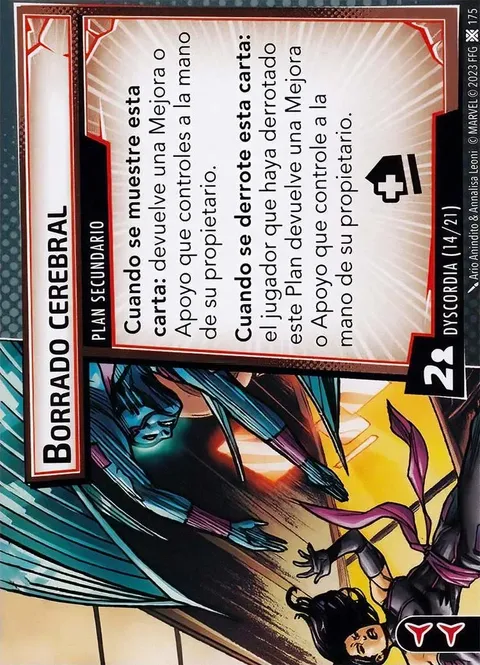 BORRADO CEREBRAL
PLAN SECUNDARIO
Cuando se muestre esta
carta: devuelve una Mejora o
Apoyo que controles a la mano
de su propietario.
Cuando se derrote esta carta:
el jugador que haya derrotado
este Plan devuelve una Mejora
o Apoyo que controle a la
mano de su propietario.
2
DYSCORDIA (14/21)
Ario Anindito & Annalisa Leoni © MARVEL © 2023 FFG 175